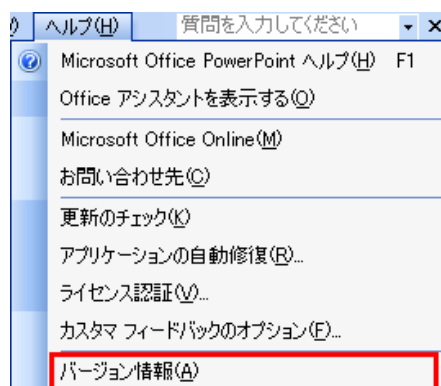 ヘルプ(H) 質問を入力してください
Microsoft Office PowerPoint ヘルプ(H) F1
Office アシスタントを表示する(O)
Microsoft Office Online(M)
お問い合わせ先(C)
更新のチェック(K)
アプリケーションの自動修復(R)...
ライセンス認証(V)...
カスタマ フィードバックのオプション(F)...
バージョン情報(A)